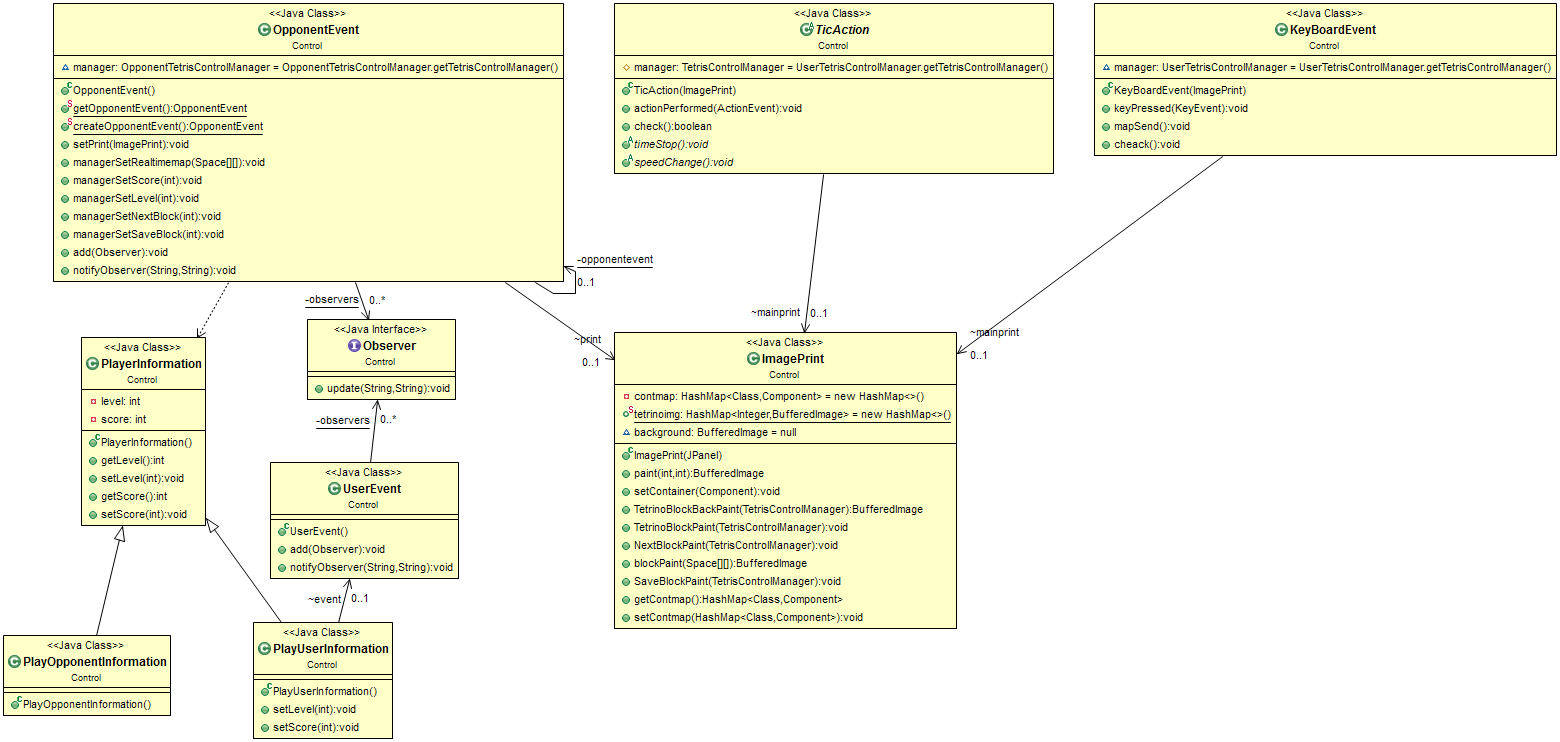 <<Java Class>>
OpponentEvent
Control
manager: OpponentTetrisControlManager = OpponentTetrisControlManager.getTetrisControlManager()
OpponentEvent()
getOpponentEvent():OpponentEvent
createOpponentEvent():OpponentEvent
setPrint(ImagePrint):void
managerSetRealtimemap(Space[][]):void
managerSetScore(int):void
managerSetLevel(int):void
managerSetNextBlock(int):void
managerSetSaveBlock(int):void
add(Observer):void
notifyObserver(String,String):void
<<Java Class>>
TicAction
Control
manager: TetrisControlManager = UserTetrisControlManager.getTetrisControlManager()
TicAction(ImagePrint)
actionPerformed(ActionEvent):void
check():boolean
timeStop():void
speedChange():void
<<Java Class>>
KeyBoardEvent
Control
manager: UserTetrisControlManager = UserTetrisControlManager.getTetrisControlManager()
KeyBoardEvent(ImagePrint)
keyPressed(KeyEvent):void
mapSend():void
cheack():void
-opponentevent
0..1
-observers
0..*
~print
0..1
~mainprint
0..1
~mainprint
0..1
<<Java Class>>
PlayerInformation
Control
level: int
score: int
PlayerInformation()
getLevel():int
setLevel(int):void
getScore():int
setScore(int):void
<<Java Interface>>
Observer
Control
update(String,String):void
-observers
0..*
<<Java Class>>
UserEvent
Control
UserEvent()
add(Observer):void
notifyObserver(String,String):void
~event
0..1
<<Java Class>>
ImagePrint
Control
contmap: HashMap<Class,Component> = new HashMap<>()
tetrinoimg: HashMap<Integer,BufferedImage> = new HashMap<>()
background: BufferedImage = null
ImagePrint(JPanel)
paint(int,int):BufferedImage
setContainer(Component):void
TetrinoBlockBackPaint(TetrisControlManager):BufferedImage
TetrinoBlockPaint(TetrisControlManager):void
NextBlockPaint(TetrisControlManager):void
blockPaint(Space[][]):BufferedImage
SaveBlockPaint(TetrisControlManager):void
getContmap():HashMap<Class,Component>
setContmap(HashMap<Class,Component>):void
<<Java Class>>
PlayOpponentInformation
Control
PlayOpponentInformation()
<<Java Class>>
PlayUserInformation
Control
PlayUserInformation()
setLevel(int):void
setScore(int):void